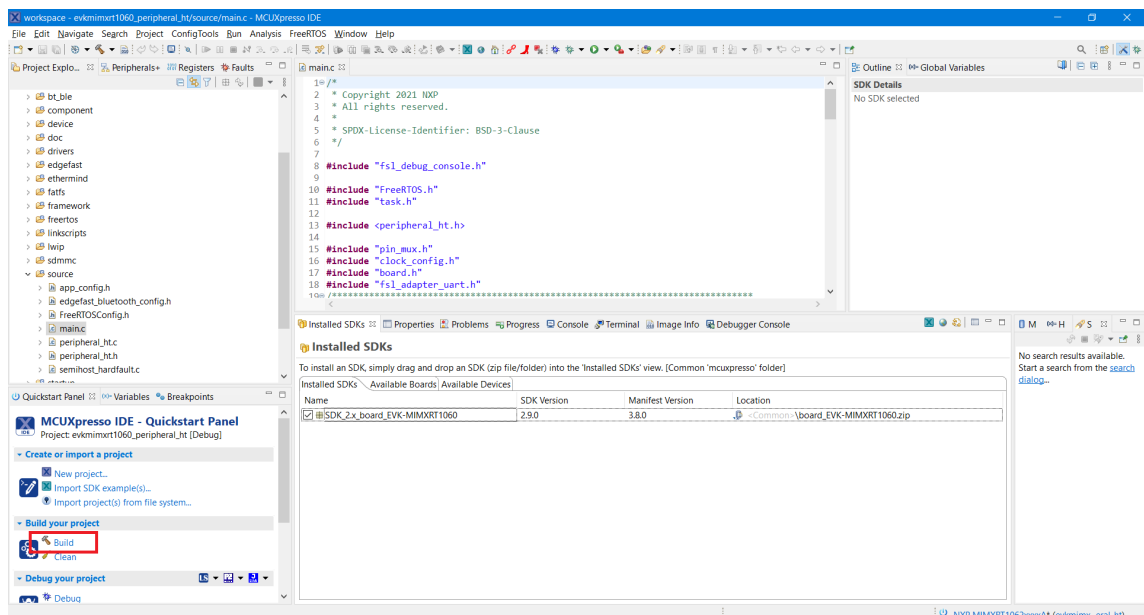 workspace - evkmimxrt1060_peripheral_ht/source/main.c - MCUXpresso IDE
File Edit Navigate Search Project ConfigTools Run Analysis FreeRTOS Window Help
Project Explo... Peripherals+ Registers Faults
bt_ble
component
device
doc
drivers
edgefast
ethermind
fatfs
framework
freertos
linkscripts
lwip
sdmmc
source
app_config.h
edgefast_bluetooth_config.h
FreeRTOSConfig.h
main.c
peripheral_ht.c
peripheral_ht.h
semihost_hardfault.c
startup
main.c
1 /*
2 * Copyright 2021 NXP
3 * All rights reserved.
4 *
5 * SPDX-License-Identifier: BSD-3-Clause
6 */
7
8 #include "fsl_debug_console.h"
9
10 #include "FreeRTOS.h"
11 #include "task.h"
12
13 #include <peripheral_ht.h>
14
15 #include "pin_mux.h"
16 #include "clock_config.h"
17 #include "board.h"
18 #include "fsl_adapter_uart.h"
Outline Global Variables
SDK Details
No SDK selected
Quickstart Panel Variables Breakpoints
IDE
MCUXpresso IDE - Quickstart Panel
Project: evkmimxrt1060_peripheral_ht [Debug]
Create or import a project
New project...
Import SDK example(s)...
Import project(s) from file system...
Build your project
Build
Clean
Debug your project
LS
Debug
Installed SDKs Properties Problems Progress Console Terminal Image Info Debugger Console
Installed SDKs
To install an SDK, simply drag and drop an SDK (zip file/folder) into the 'Installed SDKs' view. [Common 'mcuxpresso' folder]
Installed SDKs Available Boards Available Devices
Name SDK Version Manifest Version Location
SDK_2.x_board_EVK-MIMXRT1060 2.9.0 3.8.0 <Common>\board_EVK-MIMXRT1060.zip
M H S
No search results available.
Start a search from the search
dialog...